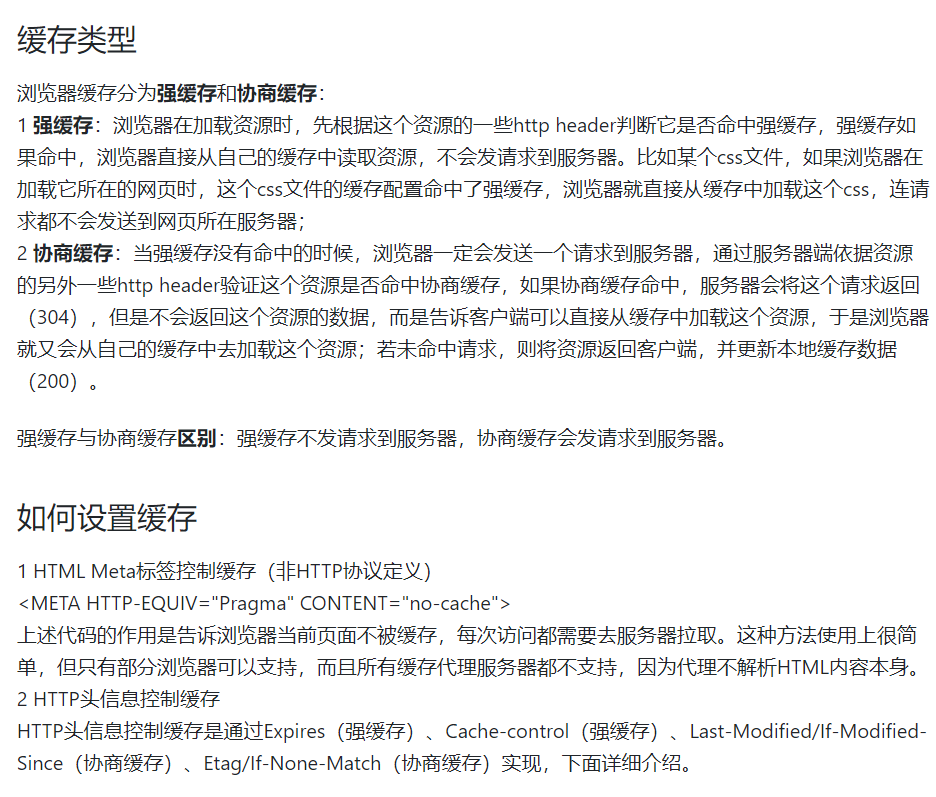 缓存类型
浏览器缓存分为强缓存和协商缓存：
1 强缓存：浏览器在加载资源时，先根据这个资源的一些http header判断它是否命中强缓存，强缓存如
果命中，浏览器直接从自己的缓存中读取资源，不会发请求到服务器。比如某个css文件，如果浏览器在
加载它所在的网页时，这个css文件的缓存配置命中了强缓存，浏览器就直接从缓存中加载这个css，连请
求都不会发送到网页所在服务器；
2 协商缓存：当强缓存没有命中的时候，浏览器一定会发送一个请求到服务器，通过服务器端依据资源
的另外一些http header验证这个资源是否命中协商缓存，如果协商缓存命中，服务器会将这个请求返回
（304），但是不会返回这个资源的数据，而是告诉客户端可以直接从缓存中加载这个资源，于是浏览器
就又会从自己的缓存中去加载这个资源；若未命中请求，则将资源返回客户端，并更新本地缓存数据
（200）。
强缓存与协商缓存区别：强缓存不发请求到服务器，协商缓存会发请求到服务器。
如何设置缓存
1 HTML Meta标签控制缓存（非HTTP协议定义）
<META HTTP-EQUIV="Pragma" CONTENT="no-cache">
上述代码的作用是告诉浏览器当前页面不被缓存，每次访问都需要去服务器拉取。这种方法使用上很简
单，但只有部分浏览器可以支持，而且所有缓存代理服务器都不支持，因为代理不解析HTML内容本身。
2 HTTP头信息控制缓存
HTTP头信息控制缓存是通过Expires（强缓存）、Cache-control（强缓存）、Last-Modified/If-Modified-
Since（协商缓存）、Etag/If-None-Match（协商缓存）实现，下面详细介绍。